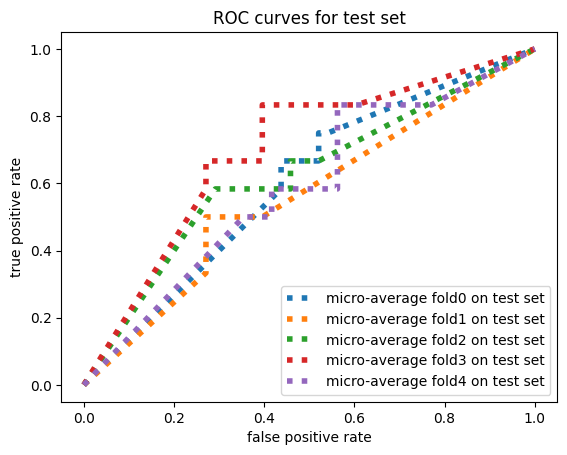 ROC curves for test set
true positive rate
1.0
0.8
0.6
0.4
0.2
0.0
micro-average fold0 on test set
micro-average fold1 on test set
micro-average fold2 on test set
micro-average fold3 on test set
micro-average fold4 on test set
0.0 0.2 0.4 0.6 0.8 1.0
false positive rate